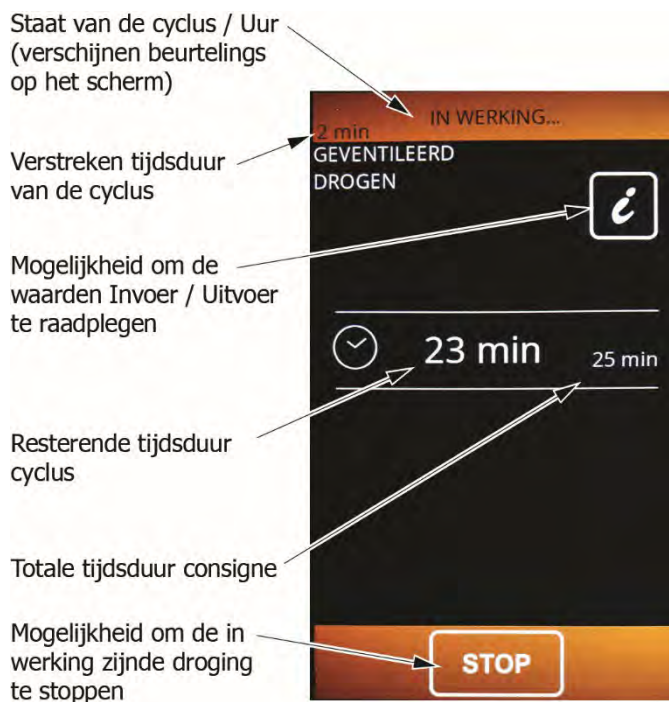 Staat van de cyclus / Uur
(verschijnen beurtelings
op het scherm)
IN WERKING...
2 min
Verstreken tijdsduur
van de cyclus
GEVENTILEERD
DROGEN
i
Mogelijkheid om de
waarden Invoer / Uitvoer
te raadplegen
23 min
25 min
Resterende tijdsduur
cyclus
Totale tijdsduur consigne
Mogelijkheid om de in
werking zijnde droging
te stoppen
STOP